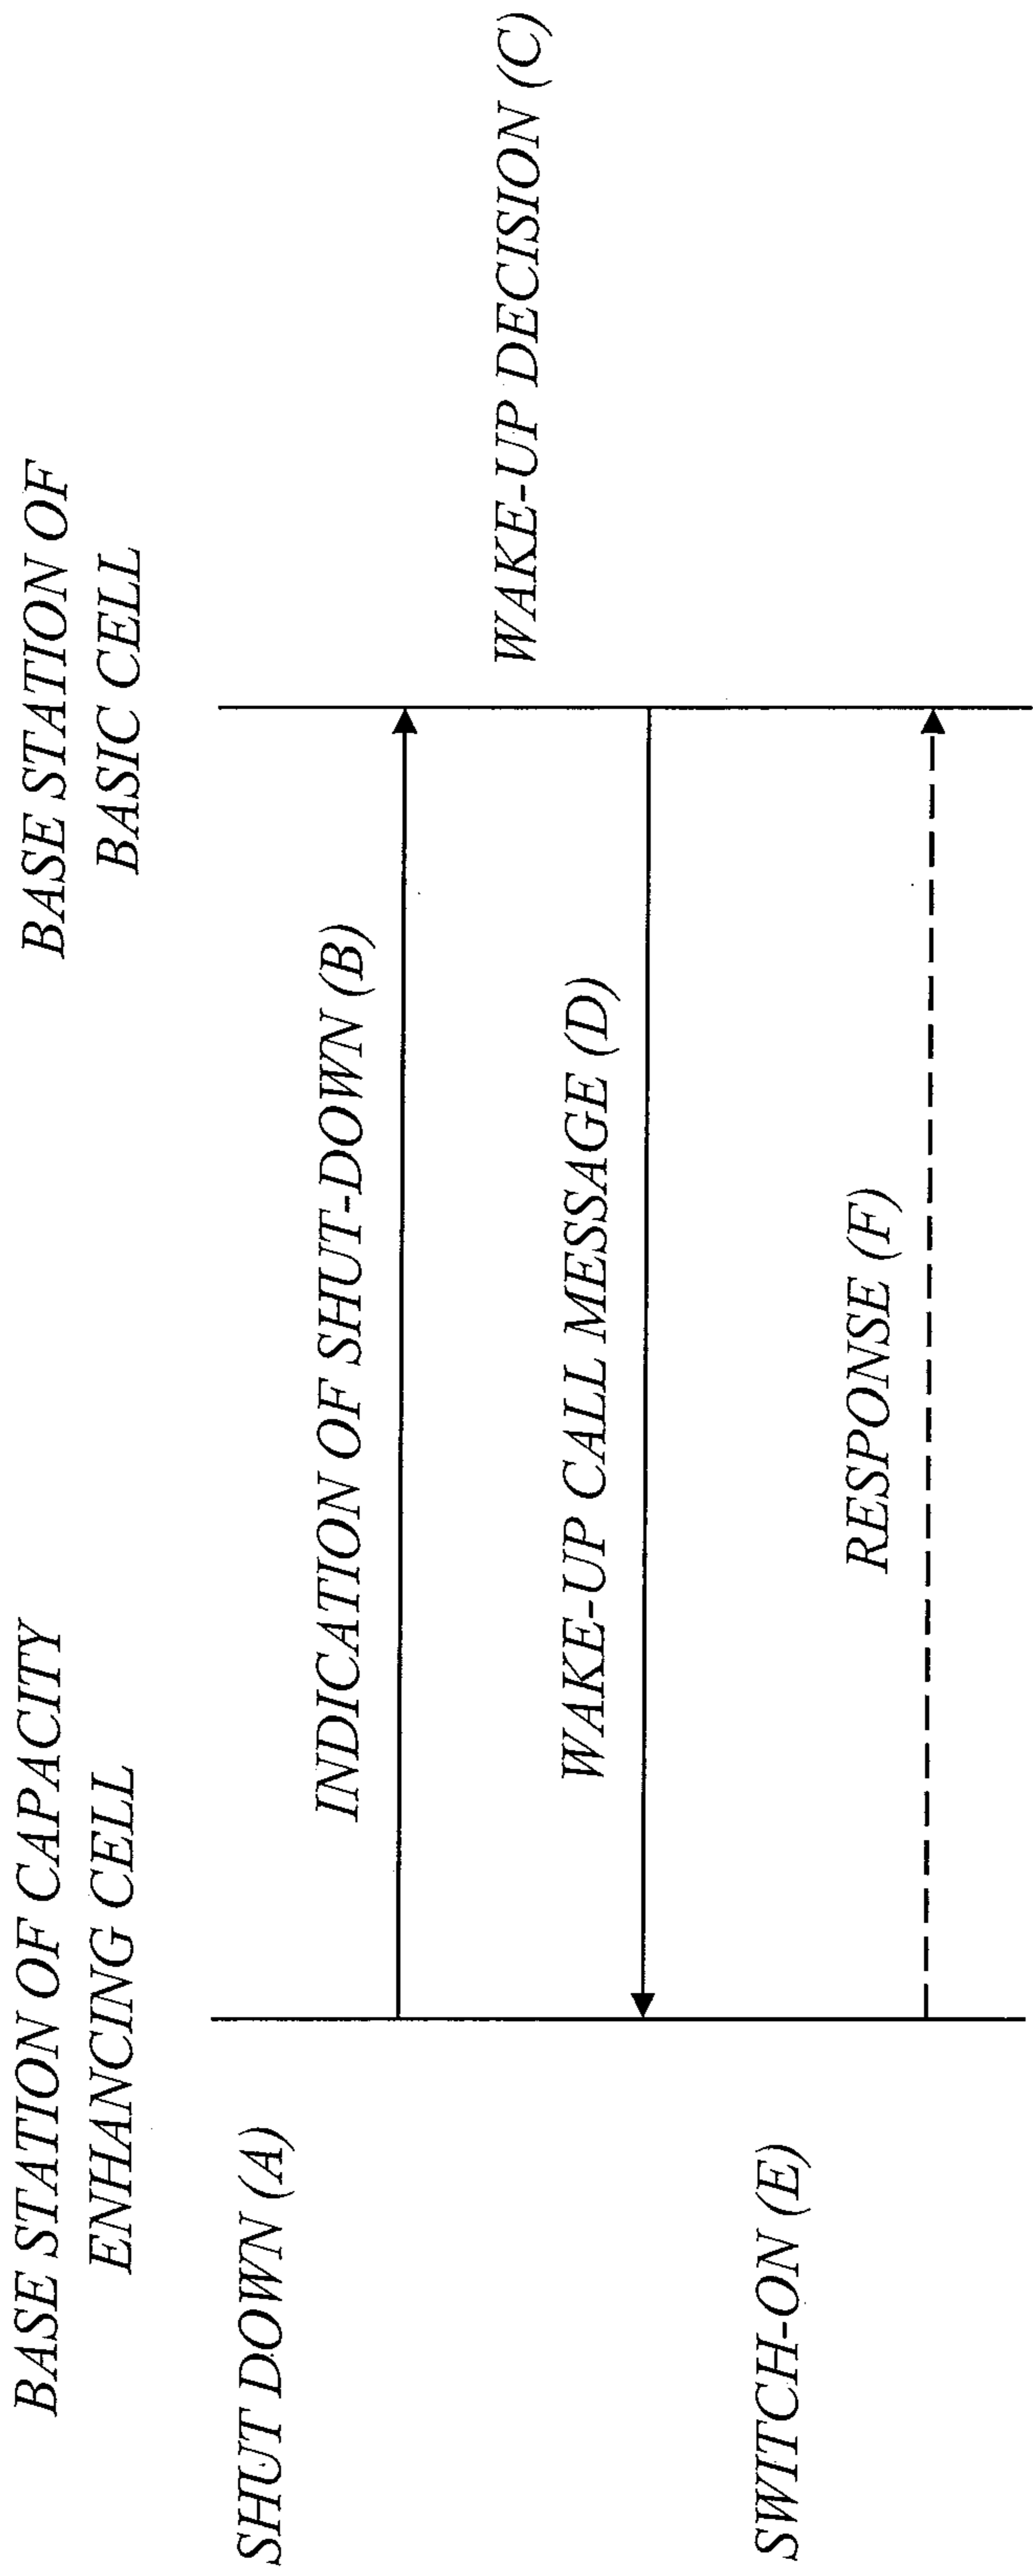 BASE STATION OF CAPACITY
ENHANCING CELL
BASE STATION OF
BASIC CELL
SHUT DOWN (A)
INDICATION OF SHUT-DOWN (B)
WAKE-UP DECISION (C)
WAKE-UP CALL MESSAGE (D)
SWITCH-ON (E)
RESPONSE (F)